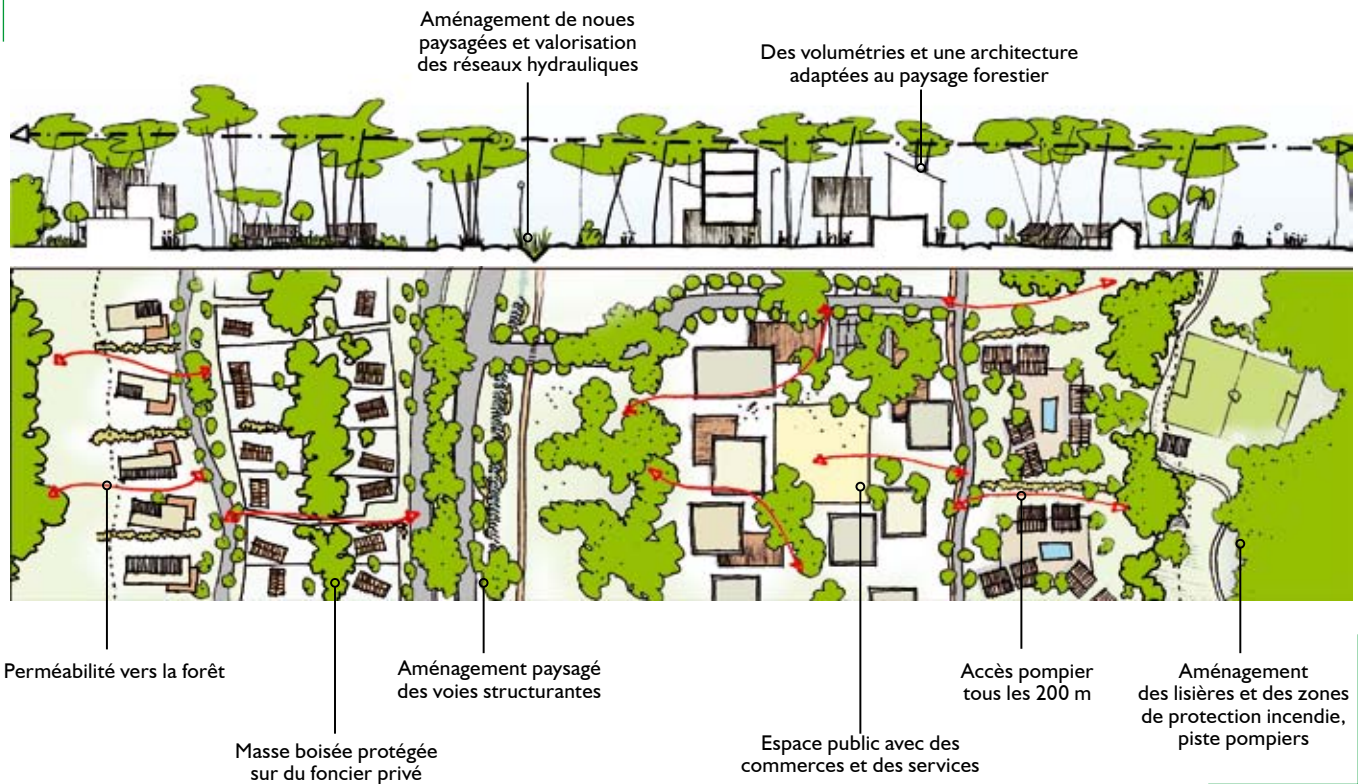 Aménagement de noues
paysagées et valorisation
des réseaux hydrauliques
Des volumétries et une architecture
adaptées au paysage forestier
Perméabilité vers la forêt
Masse boisée protégée
sur du foncier privé
Aménagement paysagé
des voies structurantes
Espace public avec des
commerces et des services
Accès pompier
tous les 200 m
Aménagement
des lisières et des zones
de protection incendie,
piste pompiers